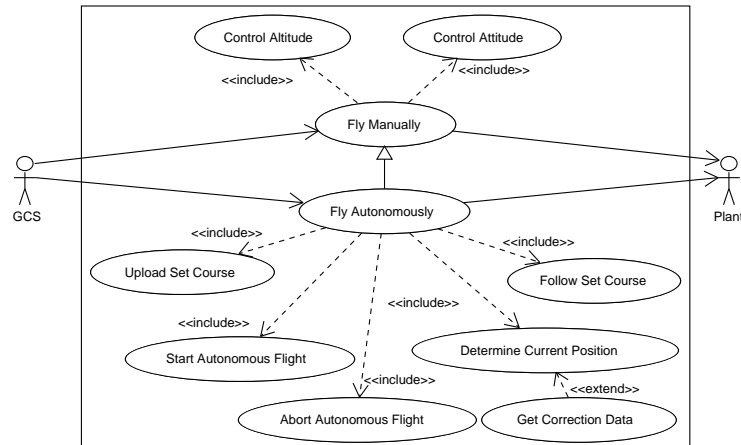 Control Altitude
Control Attitude
<<include>>
<<include>>
Fly Manually
GCS
Plant
Fly Autonomously
<<include>>
<<include>>
Upload Set Course
Follow Set Course
<<include>>
<<include>>
Start Autonomous Flight
Determine Current Position
<<include>>
<<extend>>
Abort Autonomous Flight
Get Correction Data